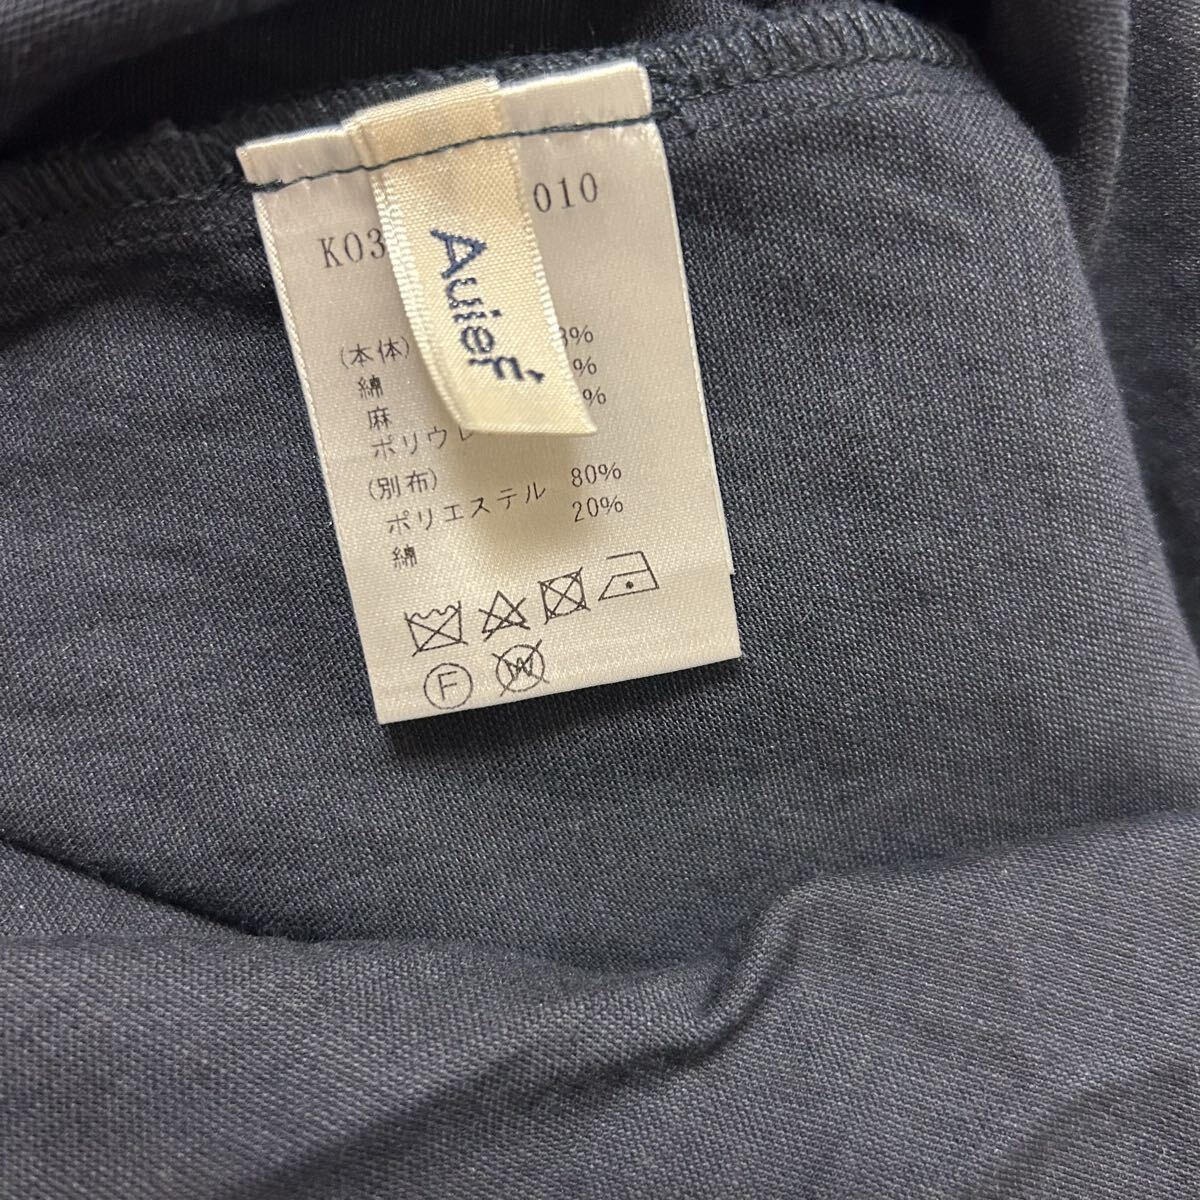 010
K03
Auief'
(本体)
綿
麻
ポリウレ
(別布)
ポリエステル 80%
綿 20%
F
W